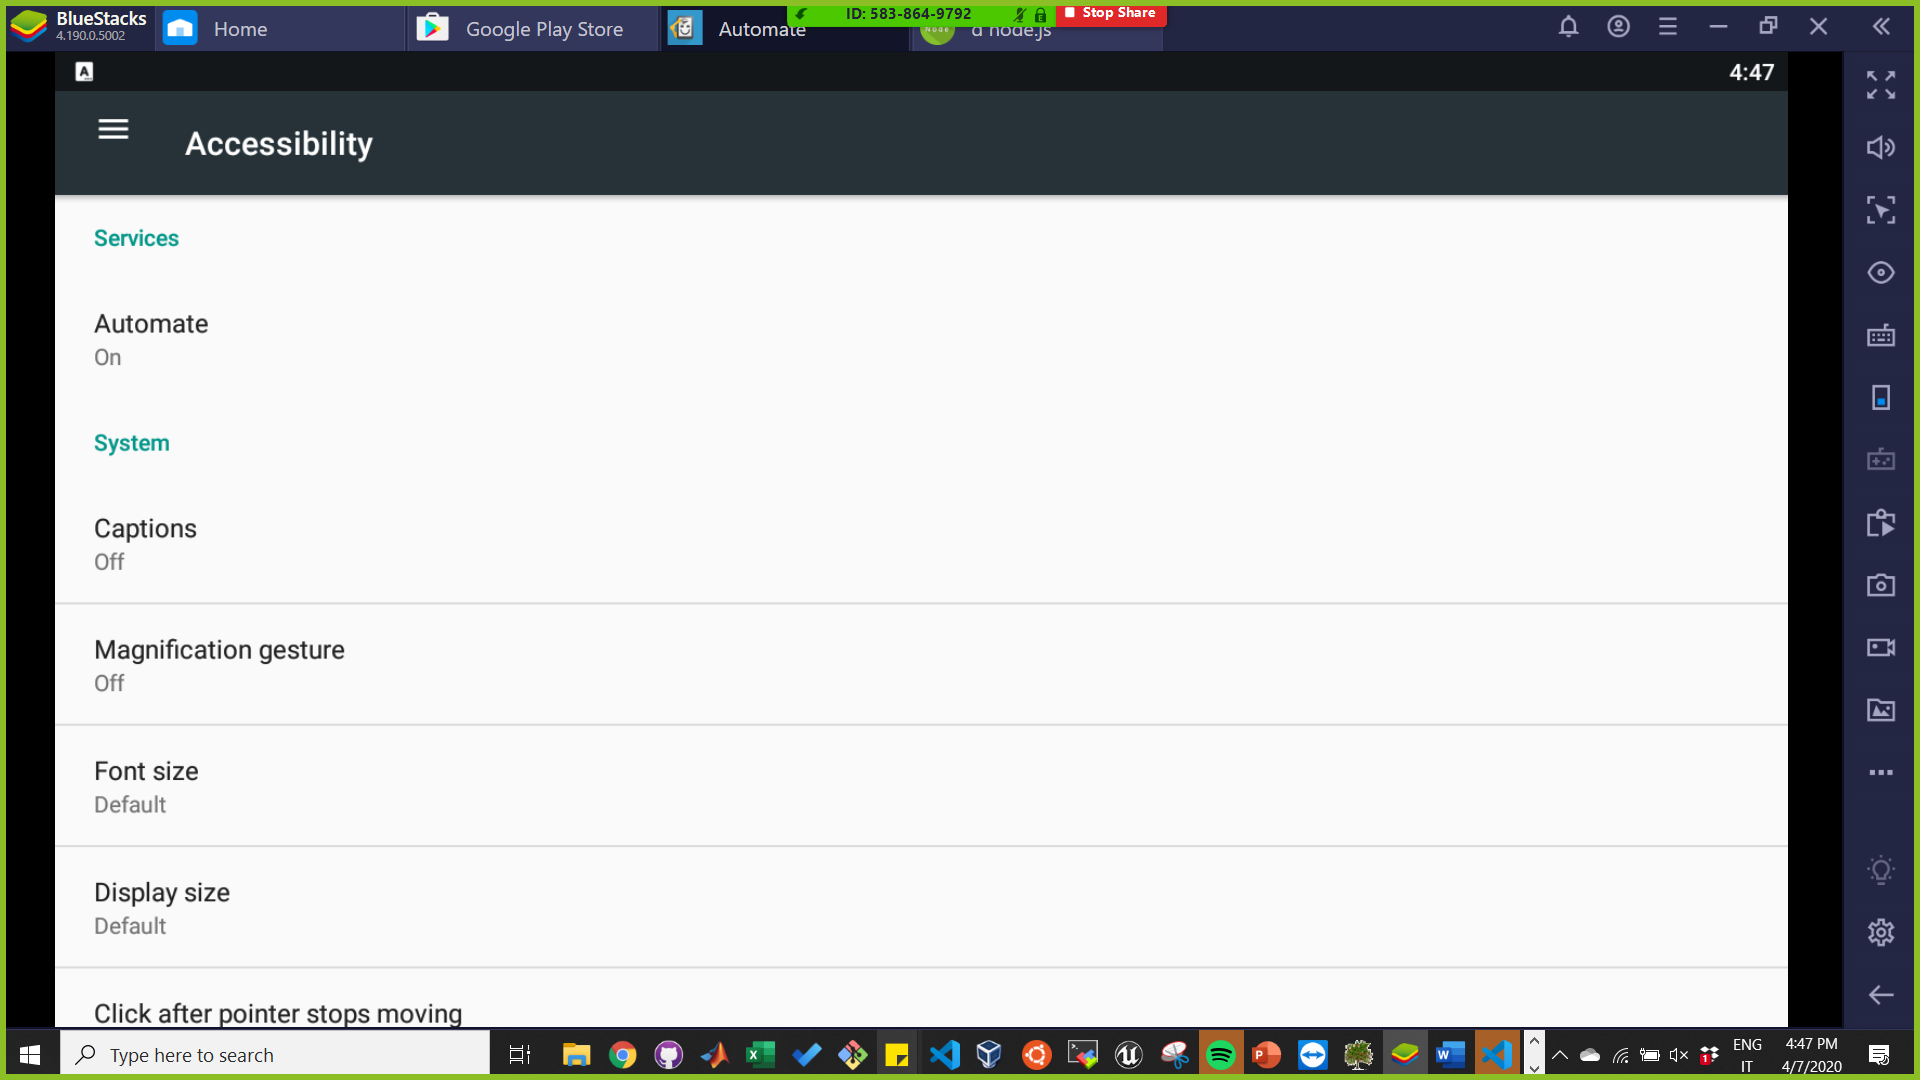 BlueStacks
4.190.0.5002
Home
Google Play Store
Automate
ID: 583-864-9792
Stop Share
a node.js
A
4:47
Accessibility
Services
Automate
On
System
Captions
Off
Magnification gesture
Off
Font size
Default
Display size
Default
Click after pointer stops moving
Type here to search
ENG
IT
4:47 PM
4/7/2020